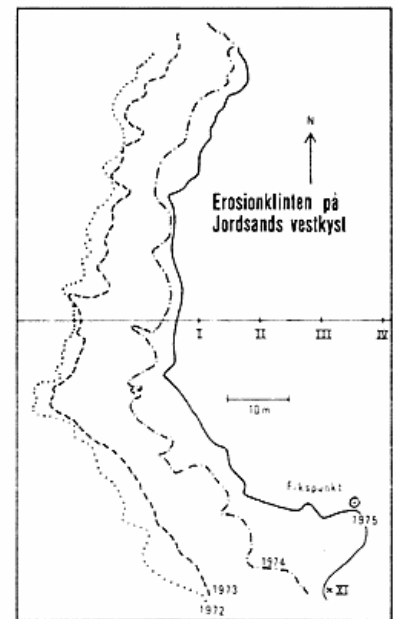 N
Erosionklinten på
Jordsands vestkyst
I II III IV
10 m
Fikspunkt
1975
1974
XI
1973
1972